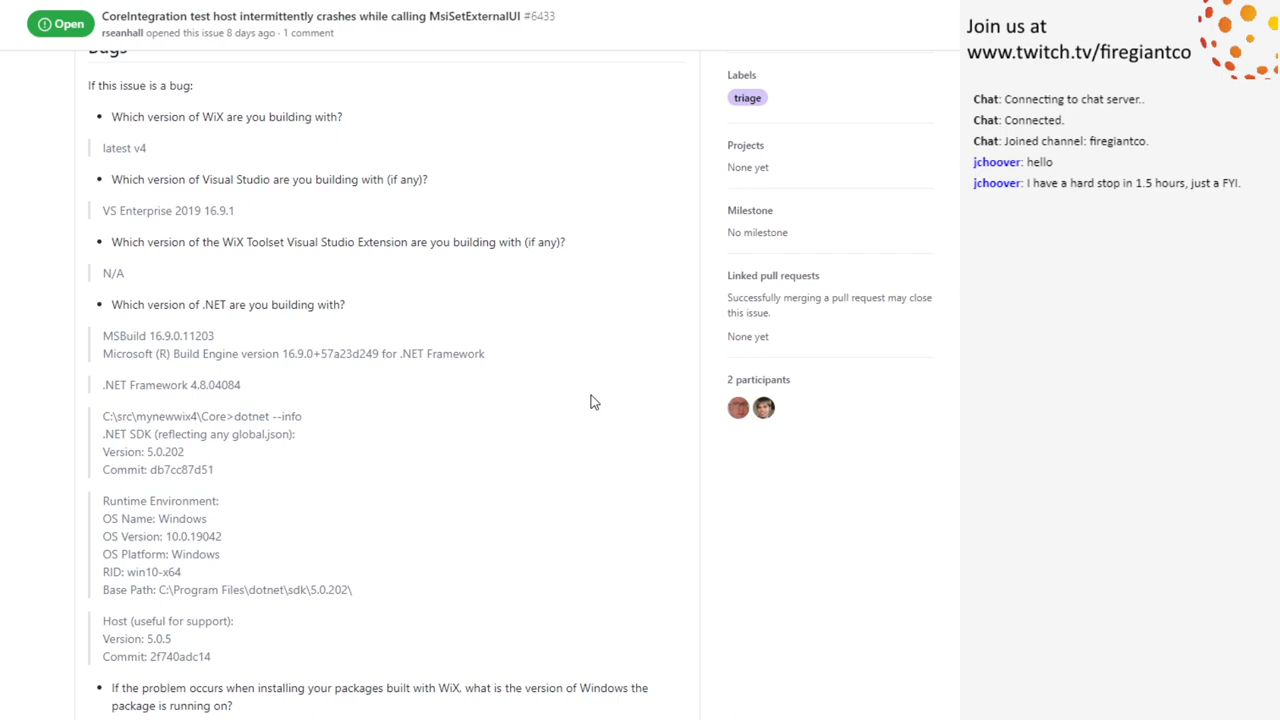 Open
CoreIntegration test host intermittently crashes while calling MsiSetExternalUI #6433
rseanhall opened this issue 8 days ago · 1 comment
Bugs
If this issue is a bug:
• Which version of WiX are you building with?
latest v4
• Which version of Visual Studio are you building with (if any)?
VS Enterprise 2019 16.9.1
• Which version of the WiX Toolset Visual Studio Extension are you building with (if any)?
N/A
• Which version of .NET are you building with?
MSBuild 16.9.0.11203
Microsoft (R) Build Engine version 16.9.0+57a23d249 for .NET Framework
.NET Framework 4.8.04084
C:\src\mynewwix4\Core>dotnet --info
.NET SDK (reflecting any global.json):
Version: 5.0.202
Commit: db7cc87d51
Runtime Environment:
OS Name: Windows
OS Version: 10.0.19042
OS Platform: Windows
RID: win10-x64
Base Path: C:\Program Files\dotnet\sdk\5.0.202\
Host (useful for support):
Version: 5.0.5
Commit: 2f740adc14
• If the problem occurs when installing your packages built with WiX, what is the version of Windows the
package is running on?
Labels
triage
Projects
None yet
Milestone
No milestone
Linked pull requests
Successfully merging a pull request may close
this issue.
None yet
2 participants
Join us at
www.twitch.tv/firegiantco
Chat: Connecting to chat server..
Chat: Connected.
Chat: Joined channel: firegiantco.
jchoover: hello
jchoover: I have a hard stop in 1.5 hours, just a FYI.